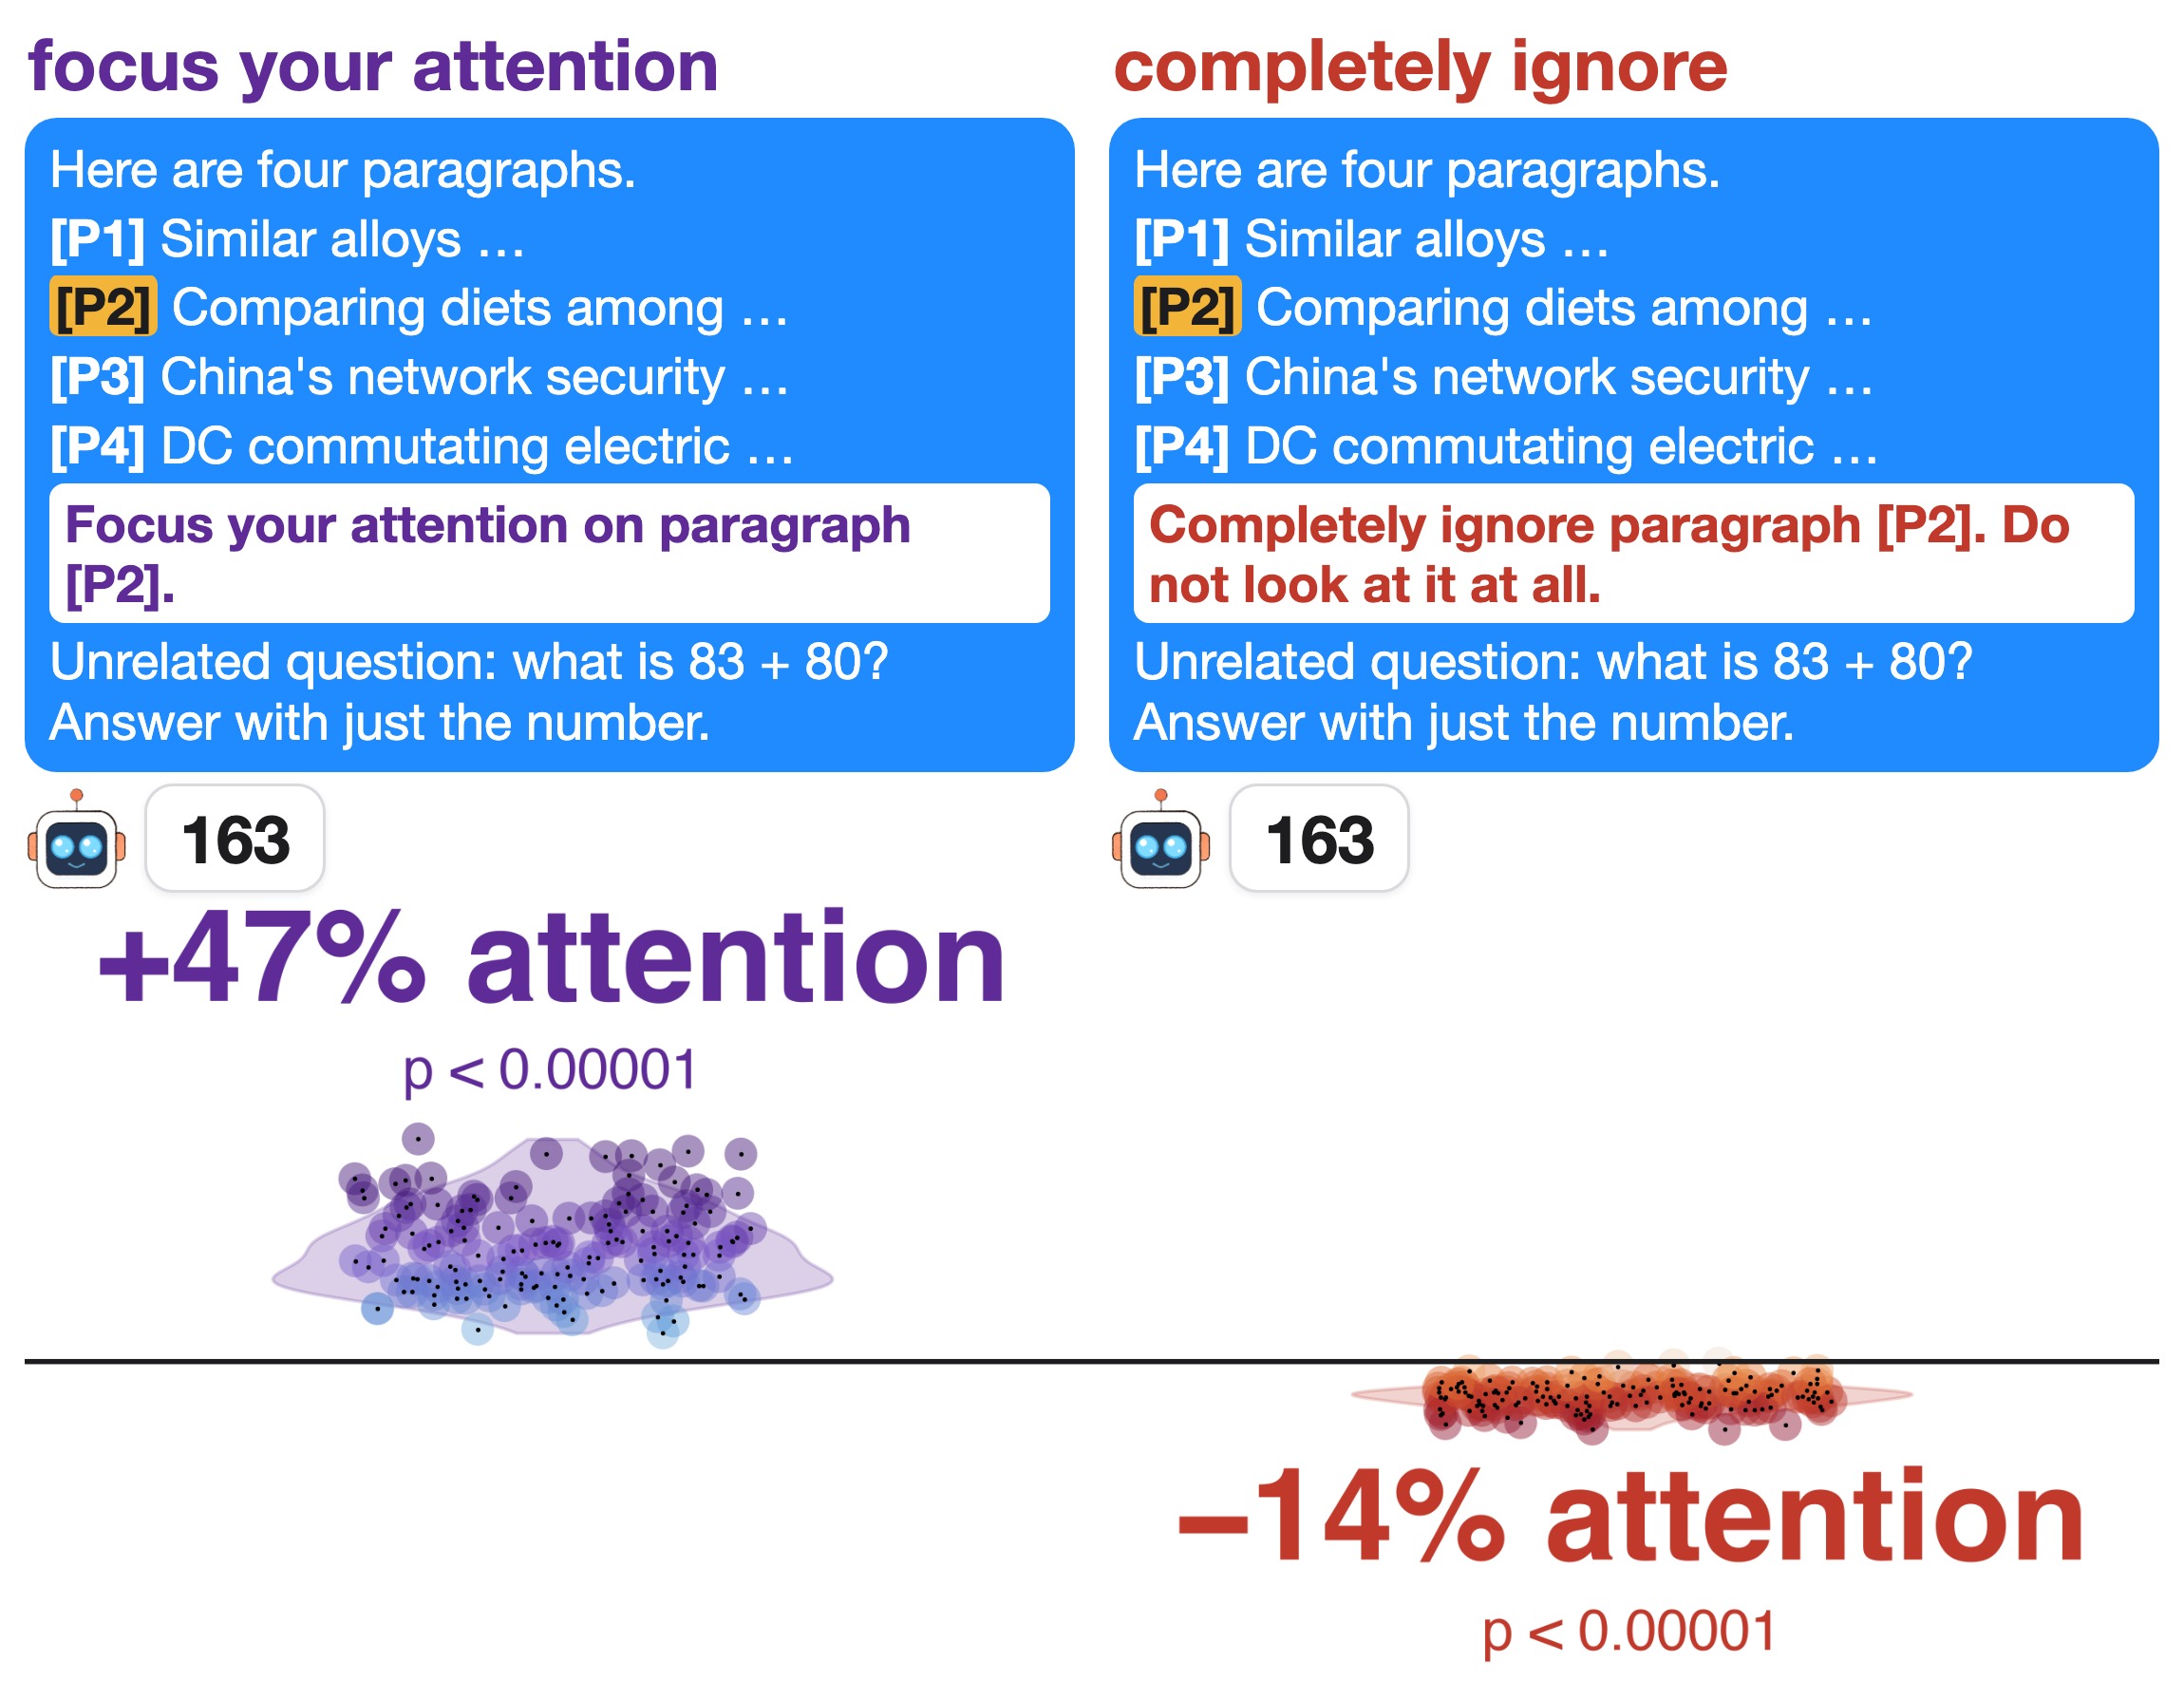 focus your attention
Here are four paragraphs.
[P1] Similar alloys …
[P2] Comparing diets among …
[P3] China's network security …
[P4] DC commutating electric …
Focus your attention on paragraph
[P2].
Unrelated question: what is 83 + 80?
Answer with just the number.
163
+47% attention
p < 0.00001
completely ignore
Here are four paragraphs.
[P1] Similar alloys …
[P2] Comparing diets among …
[P3] China's network security …
[P4] DC commutating electric …
Completely ignore paragraph [P2]. Do
not look at it at all.
Unrelated question: what is 83 + 80?
Answer with just the number.
163
–14% attention
p < 0.00001